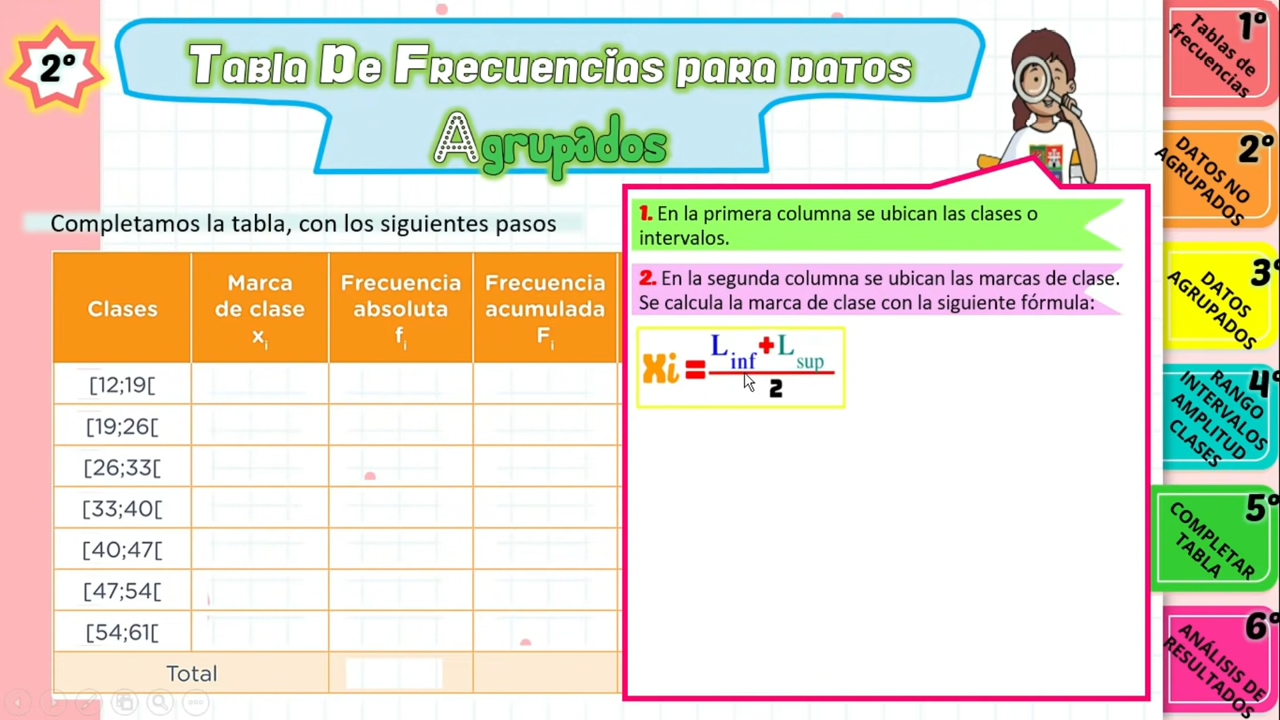 2°
Tabla De Frecuencias para datos
Agrupados
Completamos la tabla, con los siguientes pasos
Clases
Marca
de clase
xi
Frecuencia
absoluta
fi
Frecuencia
acumulada
Fi
[12;19[
[19;26[
[26;33[
[33;40[
[40;47[
[47;54[
[54;61[
Total
1. En la primera columna se ubican las clases o
intervalos.
2. En la segunda columna se ubican las marcas de clase.
Se calcula la marca de clase con la siguiente fórmula:
Xi = L inf + L sup
2
1°
Tablas de
frecuencias
2°
DATOS NO
AGRUPADOS
3°
DATOS
AGRUPADOS
4°
RANGO
INTERVALOS
AMPLITUD
CLASES
5°
COMPLETAR
TABLA
6°
ANÁLISIS DE
RESULTADOS